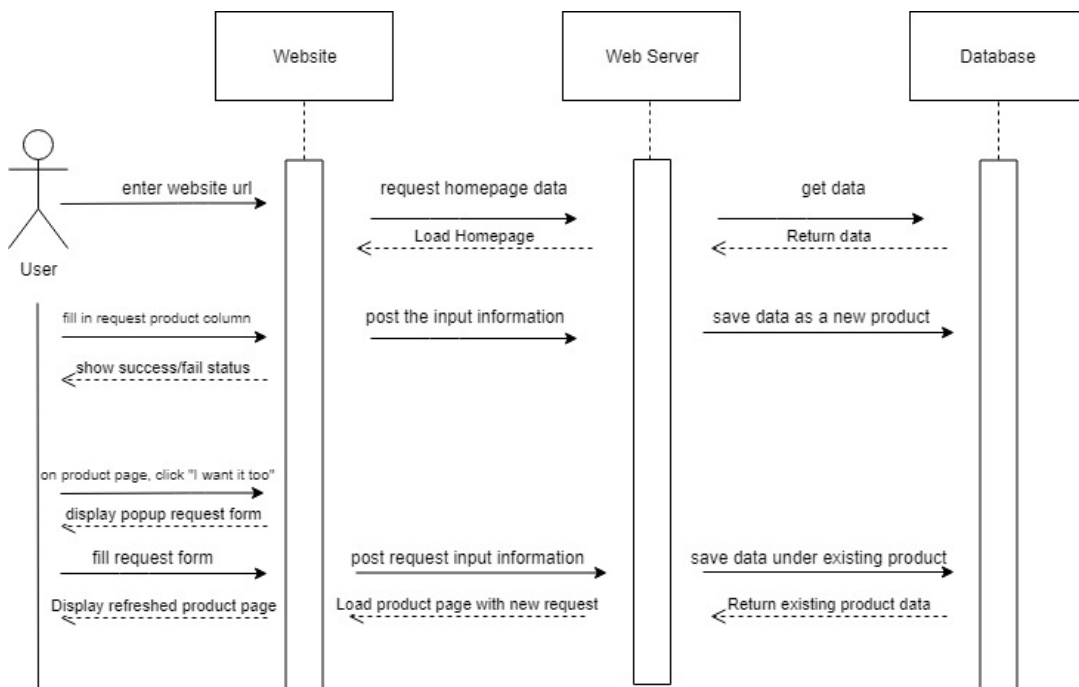 Website
Web Server
Database
enter website url
request homepage data
get data
Load Homepage
Return data
User
fill in request product column
post the input information
save data as a new product
show success/fail status
on product page, click "I want it too"
display popup request form
fill request form
post request input information
save data under existing product
Display refreshed product page
Load product page with new request
Return existing product data